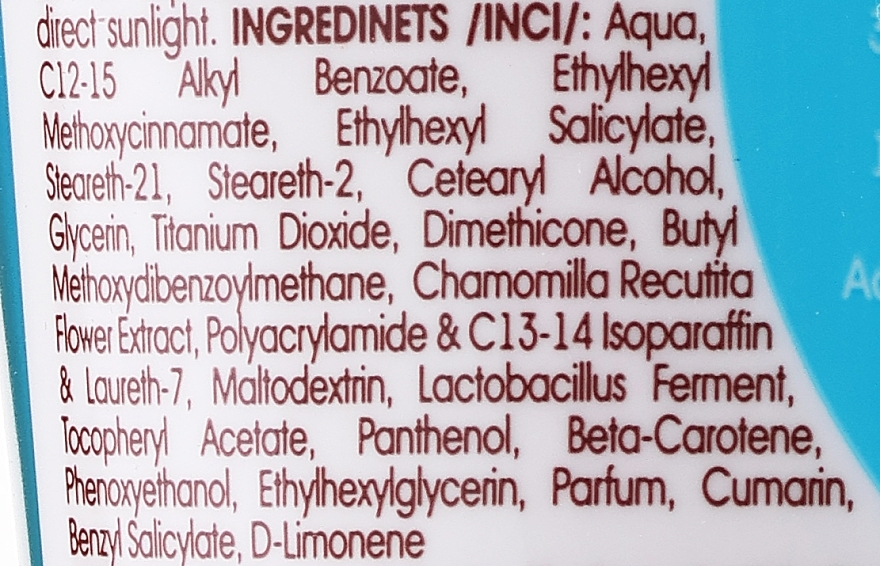 direct sunlight. INGREDINETS /INCI/: Aqua,
C12-15 Alkyl Benzoate, Ethylhexyl
Methoxycinnamate, Ethylhexyl Salicylate,
Steareth-21, Steareth-2, Cetearyl Alcohol,
Glycerin, Titanium Dioxide, Dimethicone, Butyl
Methoxydibenzoylmethane, Chamomilla Recutita
Flower Extract, Polyacrylamide & C13-14 Isoparaffin
& Laureth-7, Maltodextrin, Lactobacillus Ferment,
Tocopheryl Acetate, Panthenol, Beta-Carotene,
Phenoxyethanol, Ethylhexylglycerin, Parfum, Cumarin,
Benzyl Salicylate, D-Limonene